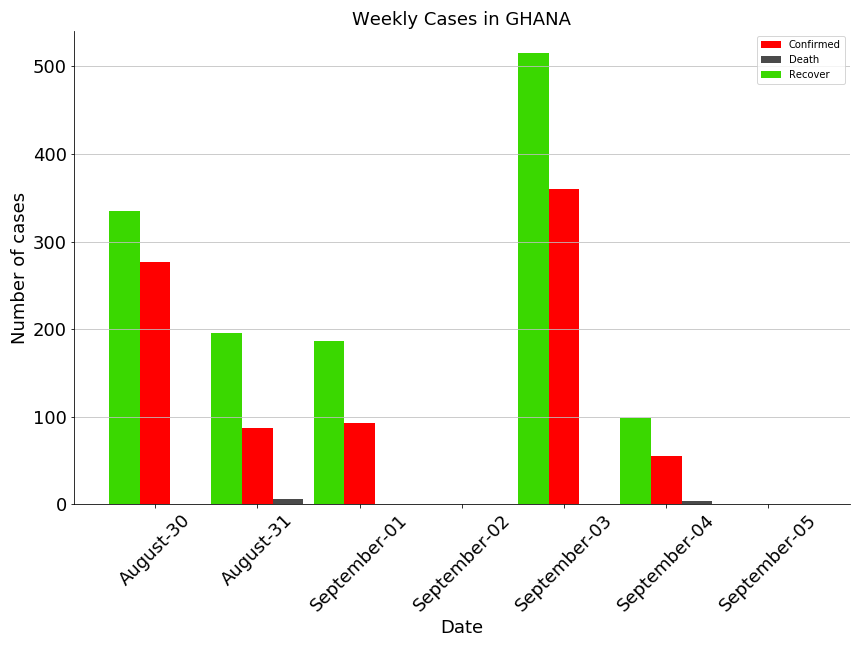 Weekly Cases in GHANA
Confirmed
Death
Recover
Number of cases
500
400
300
200
100
0
August-30
August-31
September-01
September-02
September-03
September-04
September-05
Date